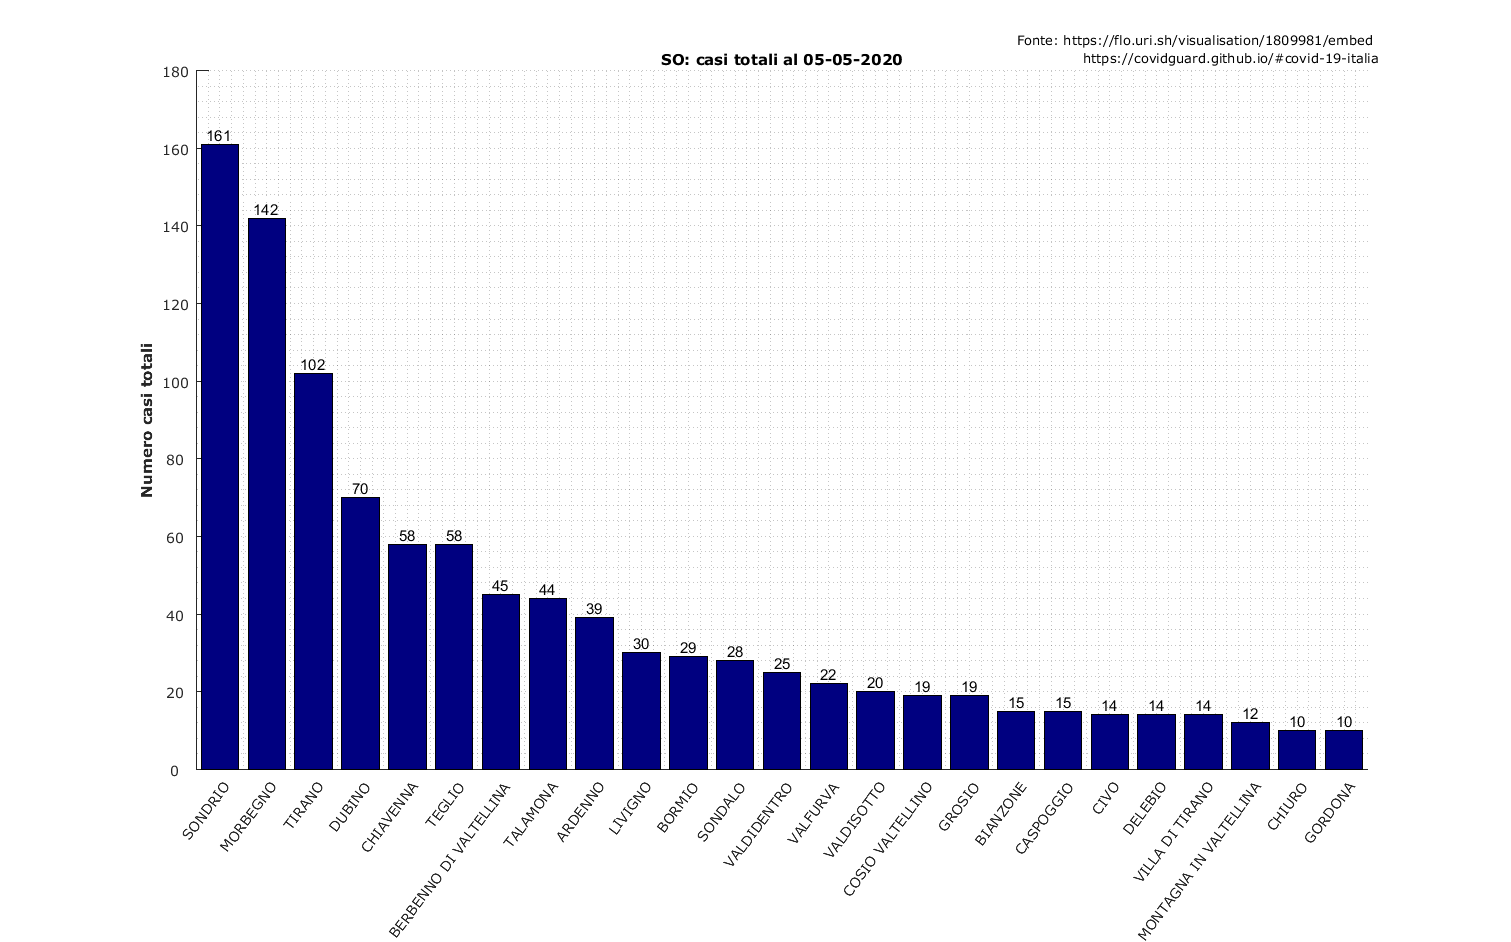 Fonte: https://flo.uri.sh/visualisation/1809981/embed
https://covidguard.github.io/#covid-19-italia
SO: casi totali al 05-05-2020
Numero casi totali
180
160
140
120
100
80
60
40
20
0
161
142
102
70
58
58
45
44
39
30
29
28
25
22
20
19
19
15
15
14
14
14
12
10
10
SONDRIO
MORBEGNO
TIRANO
DUBINO
CHIAVENNA
TEGLIO
BERBENNO DI VALTELLINA
TALAMONA
ARDENNO
LIVIGNO
BORMIO
SONDALO
VALDIDENTRO
VALFURVA
VALDISOTTO
COSIO VALTELLINO
GROSIO
BIANZONE
CASPOGGIO
CIVO
DELEBIO
VILLA DI TIRANO
MONTAGNA IN VALTELLINA
CHIURO
GORDONA